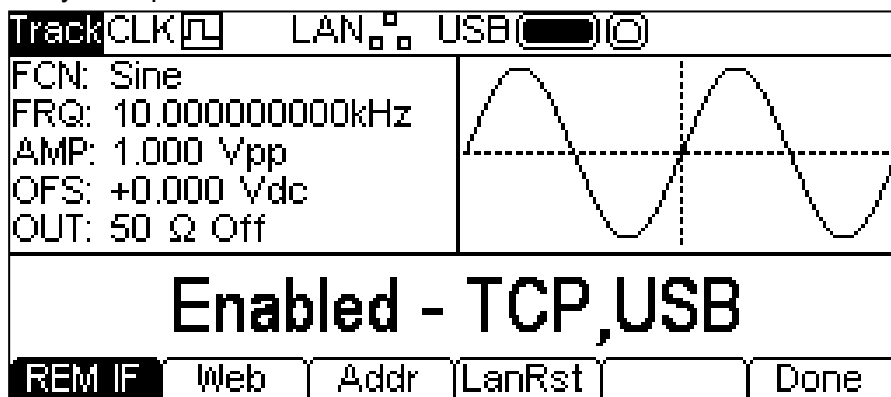 Track CLK LAN USB
FCN: Sine
FRQ: 10.000000000kHz
AMP: 1.000 Vpp
OFS: +0.000 Vdc
OUT: 50 Ω Off
Enabled - TCP,USB
REM IF Web Addr LanRst Done